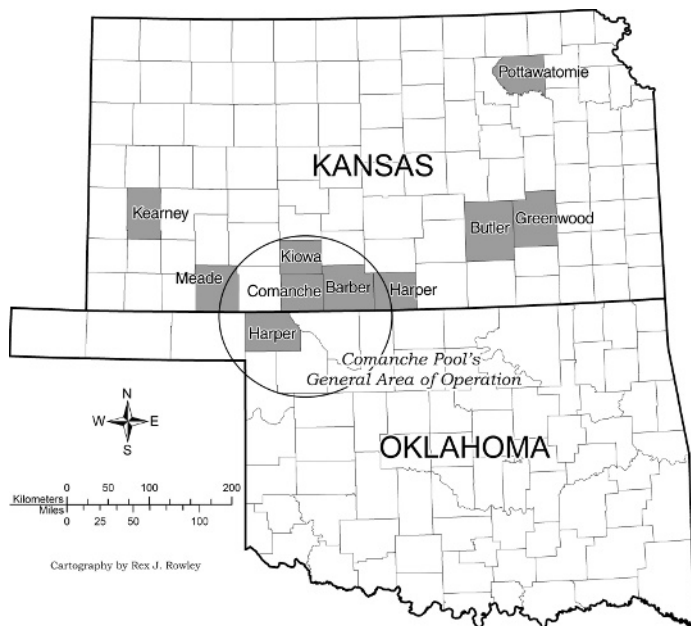 Pottawatomie
KANSAS
Kearney
Butler
Greenwood
Kiowa
Meade
Comanche
Barber
Harper
Harper
Comanche Pool's
General Area of Operation
N
W E
S
OKLAHOMA
0 50 100 200
Kilometers
Miles
0 25 50 100
Cartography by Rex J. Rowley